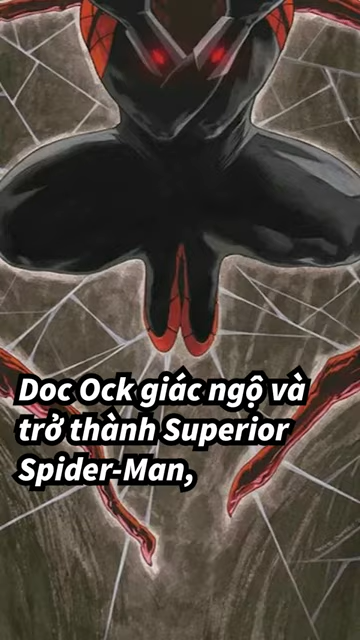 Doc Ock giác ngộ và
trở thành Superior
Spider-Man,